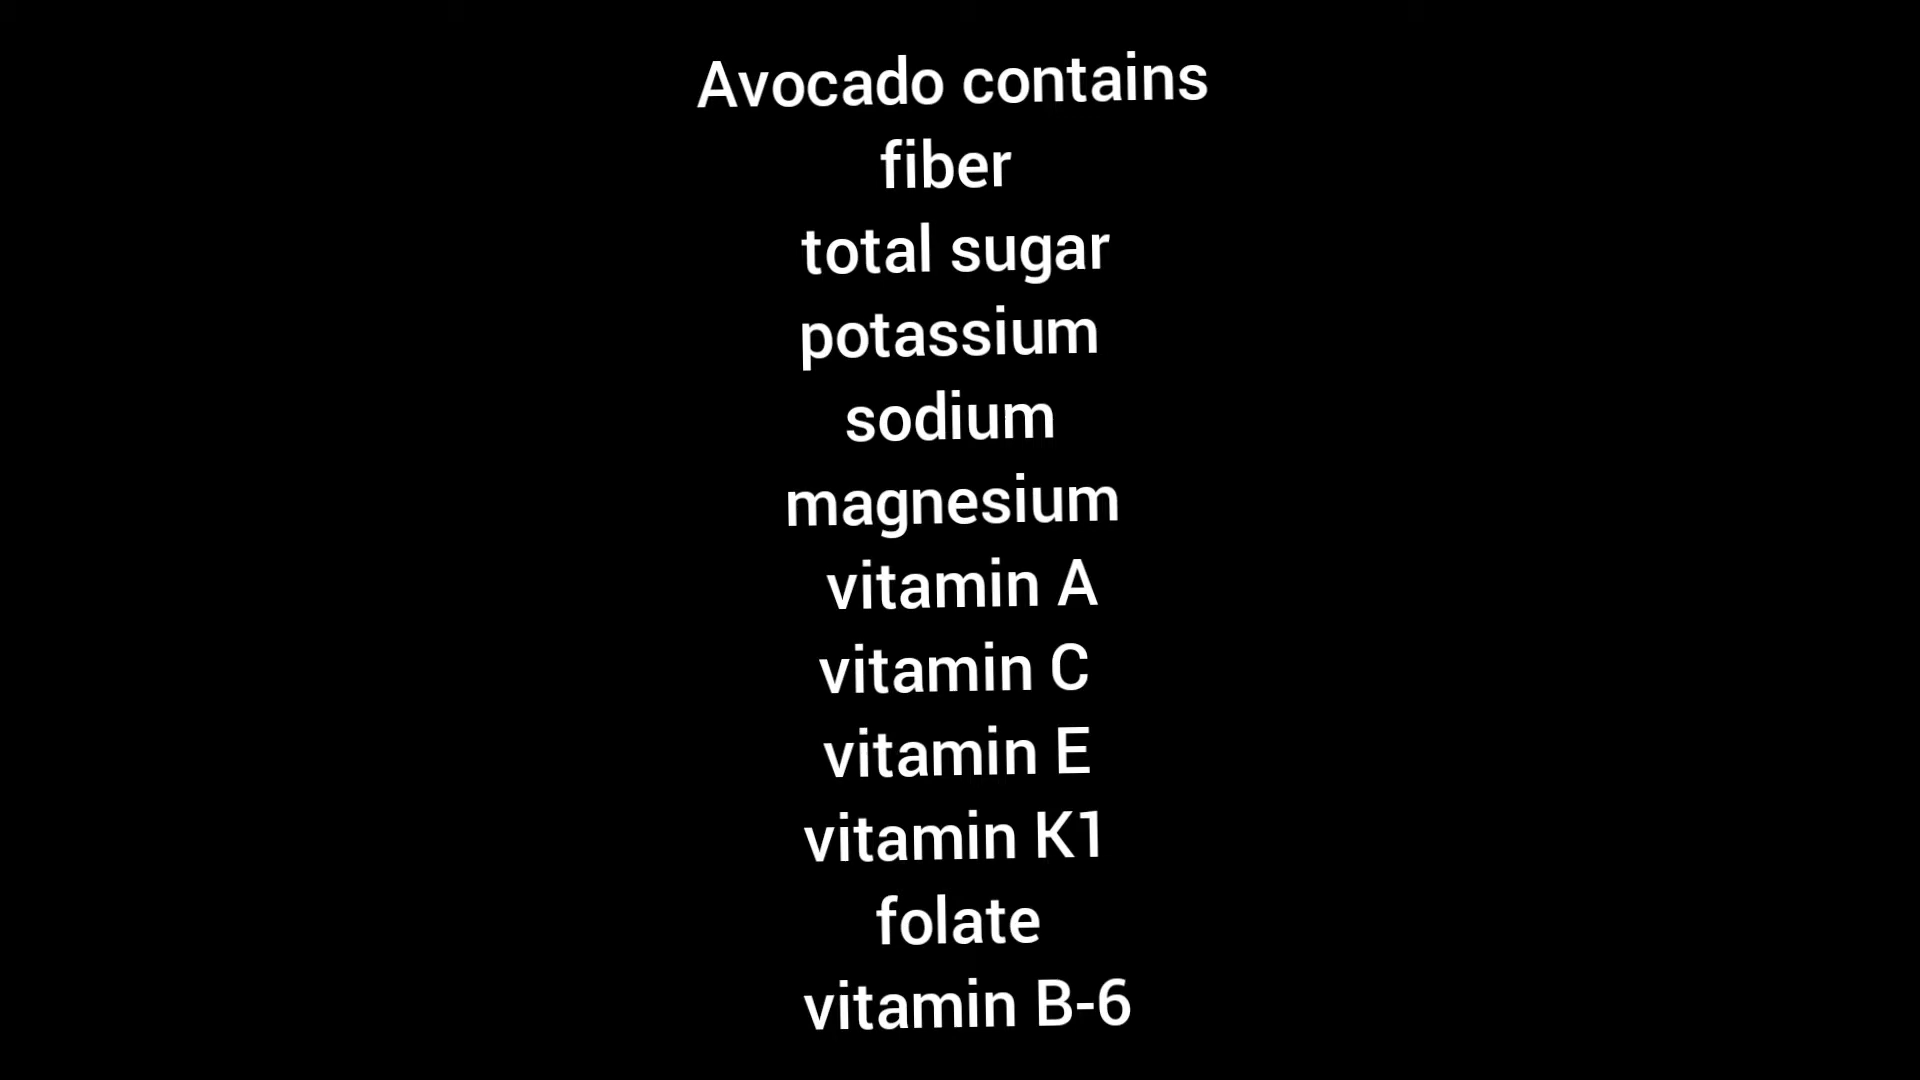 Avocado contains
fiber
total sugar
potassium
sodium
magnesium
vitamin A
vitamin C
vitamin E
vitamin K1
folate
vitamin B-6